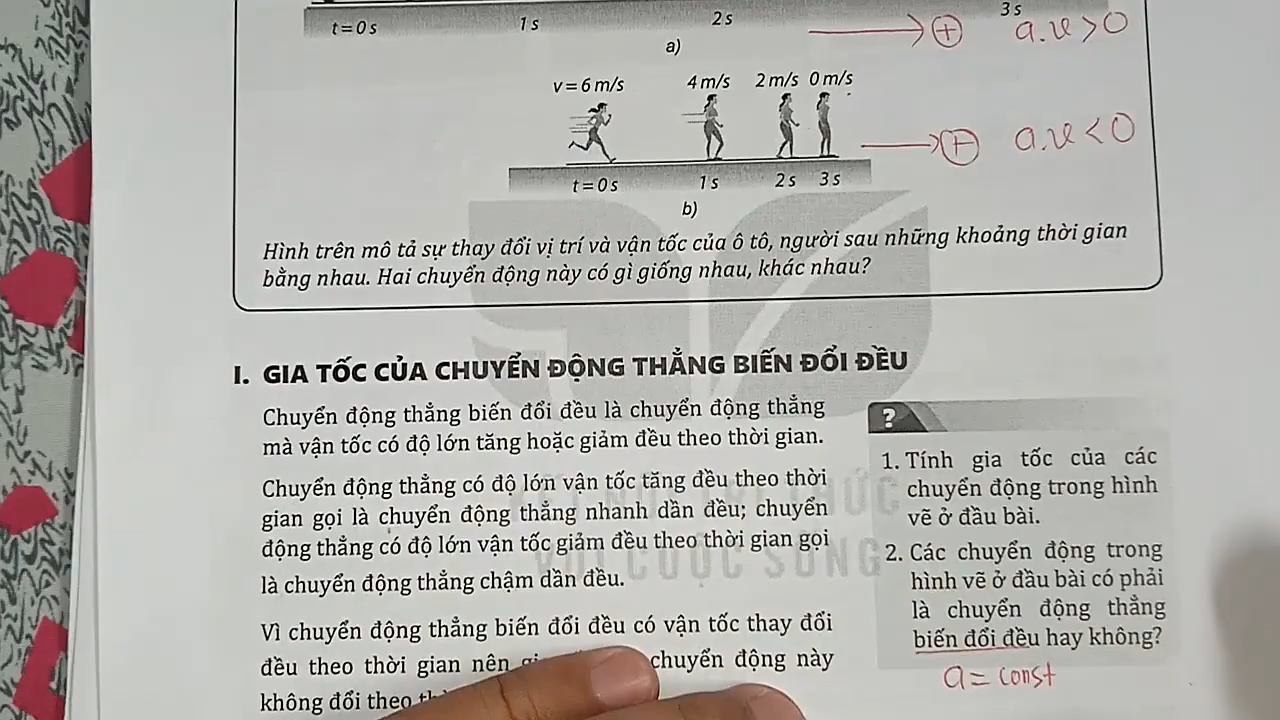 t = 0 s 1 s 2 s 3 s
a) → (+) a.v > 0
v = 6 m/s 4 m/s 2 m/s 0 m/s
→ (+) a.v < 0
t = 0 s 1 s 2 s 3 s
b)
Hình trên mô tả sự thay đổi vị trí và vận tốc của ô tô, người sau những khoảng thời gian
bằng nhau. Hai chuyển động này có gì giống nhau, khác nhau?
I. GIA TỐC CỦA CHUYỂN ĐỘNG THẲNG BIẾN ĐỔI ĐỀU
Chuyển động thẳng biến đổi đều là chuyển động thẳng
mà vận tốc có độ lớn tăng hoặc giảm đều theo thời gian.
Chuyển động thẳng có độ lớn vận tốc tăng đều theo thời
gian gọi là chuyển động thẳng nhanh dần đều; chuyển
động thẳng có độ lớn vận tốc giảm đều theo thời gian gọi
là chuyển động thẳng chậm dần đều.
Vì chuyển động thẳng biến đổi đều có vận tốc thay đổi
đều theo thời gian nên chuyển động này
không đổi theo
?
1. Tính gia tốc của các
chuyển động trong hình
vẽ ở đầu bài.
2. Các chuyển động trong
hình vẽ ở đầu bài có phải
là chuyển động thẳng
biến đổi đều hay không?
a = const
TRI THỨC
VỚI CUỘC SỐNG